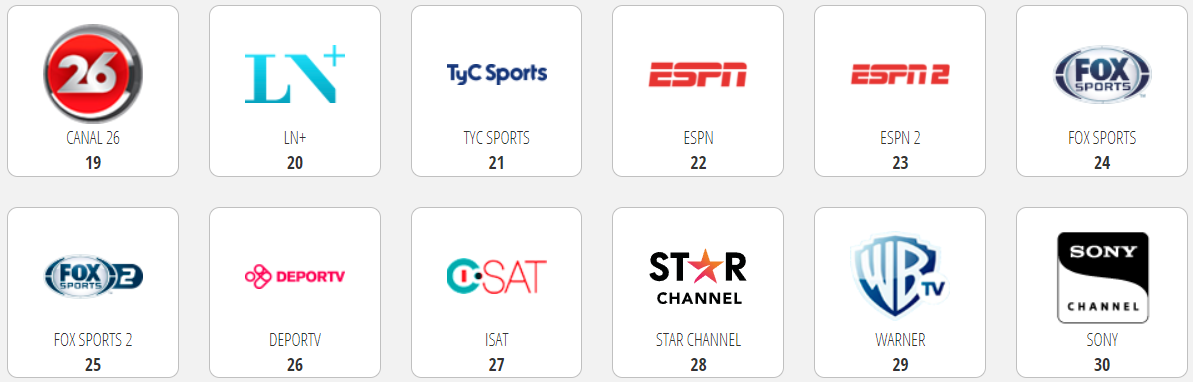 26
LN+
TyC Sports
ESPN
ESPN 2
FOX
SPORTS
CANAL 26
LN+
TYC SPORTS
ESPN
ESPN 2
FOX SPORTS
19
20
21
22
23
24
FOX
SPORTS
2
DEPORTV
I·SAT
STAR
CHANNEL
WB
TV
SONY
CHANNEL
FOX SPORTS 2
DEPORTV
ISAT
STAR CHANNEL
WARNER
SONY
25
26
27
28
29
30